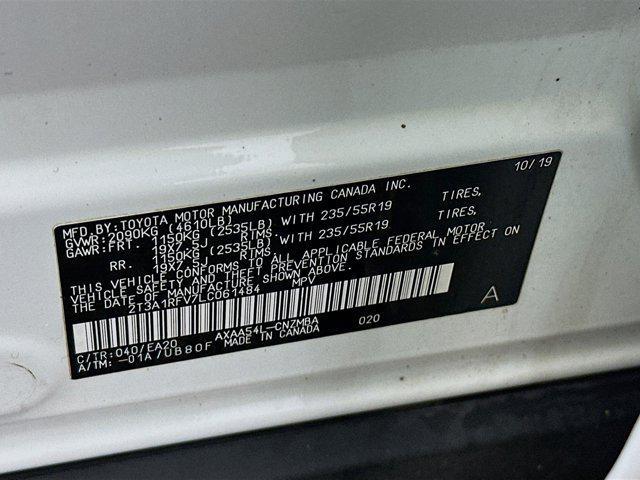 10/19
MFD.BY:TOYOTA MOTOR MANUFACTURING CANADA INC.
GVWR:2090KG (4610LB)
GAWR:FRT. 1150KG (2535LB) WITH 235/55R19 TIRES,
19X7.5J RIMS,
RR. 1150KG (2535LB) WITH 235/55R19 TIRES,
19X7.5J RIMS.
THIS VEHICLE CONFORMS TO ALL APPLICABLE FEDERAL MOTOR
VEHICLE SAFETY AND THEFT PREVENTION STANDARDS IN EFFECT ON
THE DATE OF MANUFACTURE SHOWN ABOVE.
2T3A1RFV7LC061484 MPV
A
C/TR:040/EA20 AXAA54L-CNZMBA 020
A/TM:-01A/UB80F MADE IN CANADA